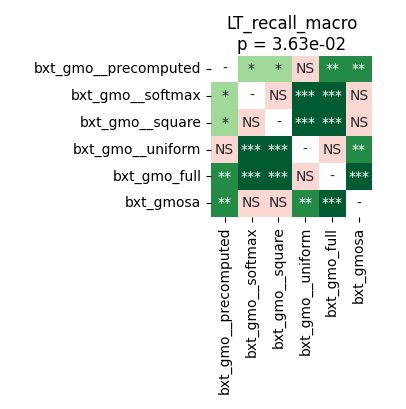 LT_recall_macro
p = 3.63e-02
bxt_gmo__precomputed - * * NS ** **
bxt_gmo__softmax * - NS *** *** NS
bxt_gmo__square * NS - *** *** NS
bxt_gmo__uniform NS *** *** - NS **
bxt_gmo_full ** *** *** NS - ***
bxt_gmosa ** NS NS ** *** -
bxt_gmo__precomputed
bxt_gmo__softmax
bxt_gmo__square
bxt_gmo__uniform
bxt_gmo_full
bxt_gmosa